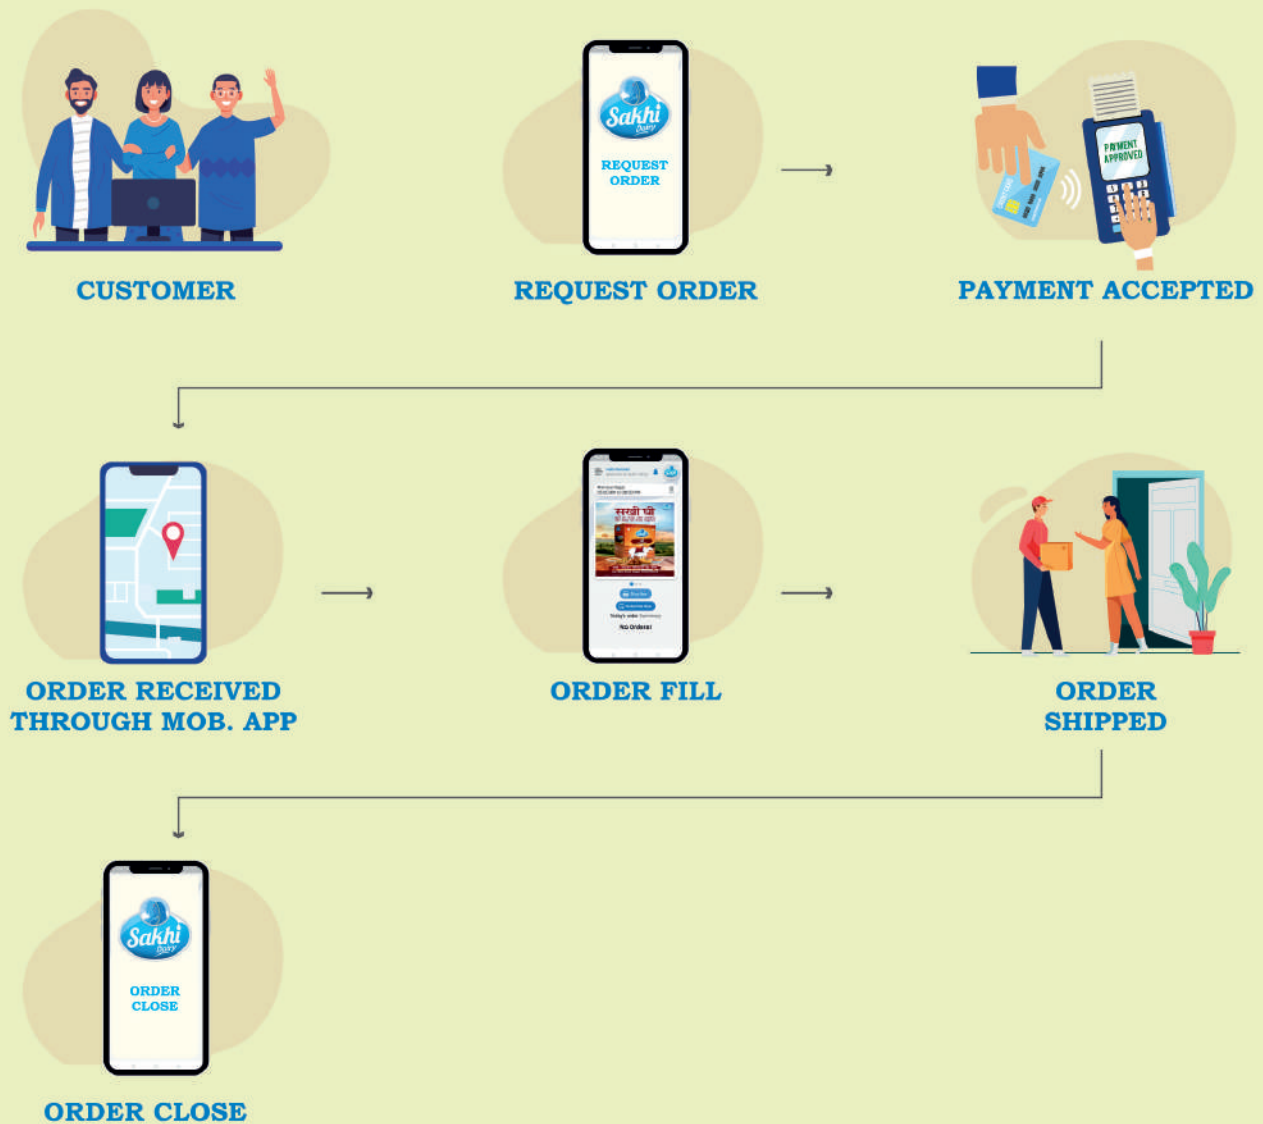 Sakhi
Dairy
REQUEST
ORDER
PAYMENT
APPROVED
CUSTOMER
REQUEST ORDER
PAYMENT ACCEPTED
सखी घी
No Orders!
ORDER RECEIVED
THROUGH MOB. APP
ORDER FILL
ORDER
SHIPPED
Sakhi
Dairy
ORDER
CLOSE
ORDER CLOSE